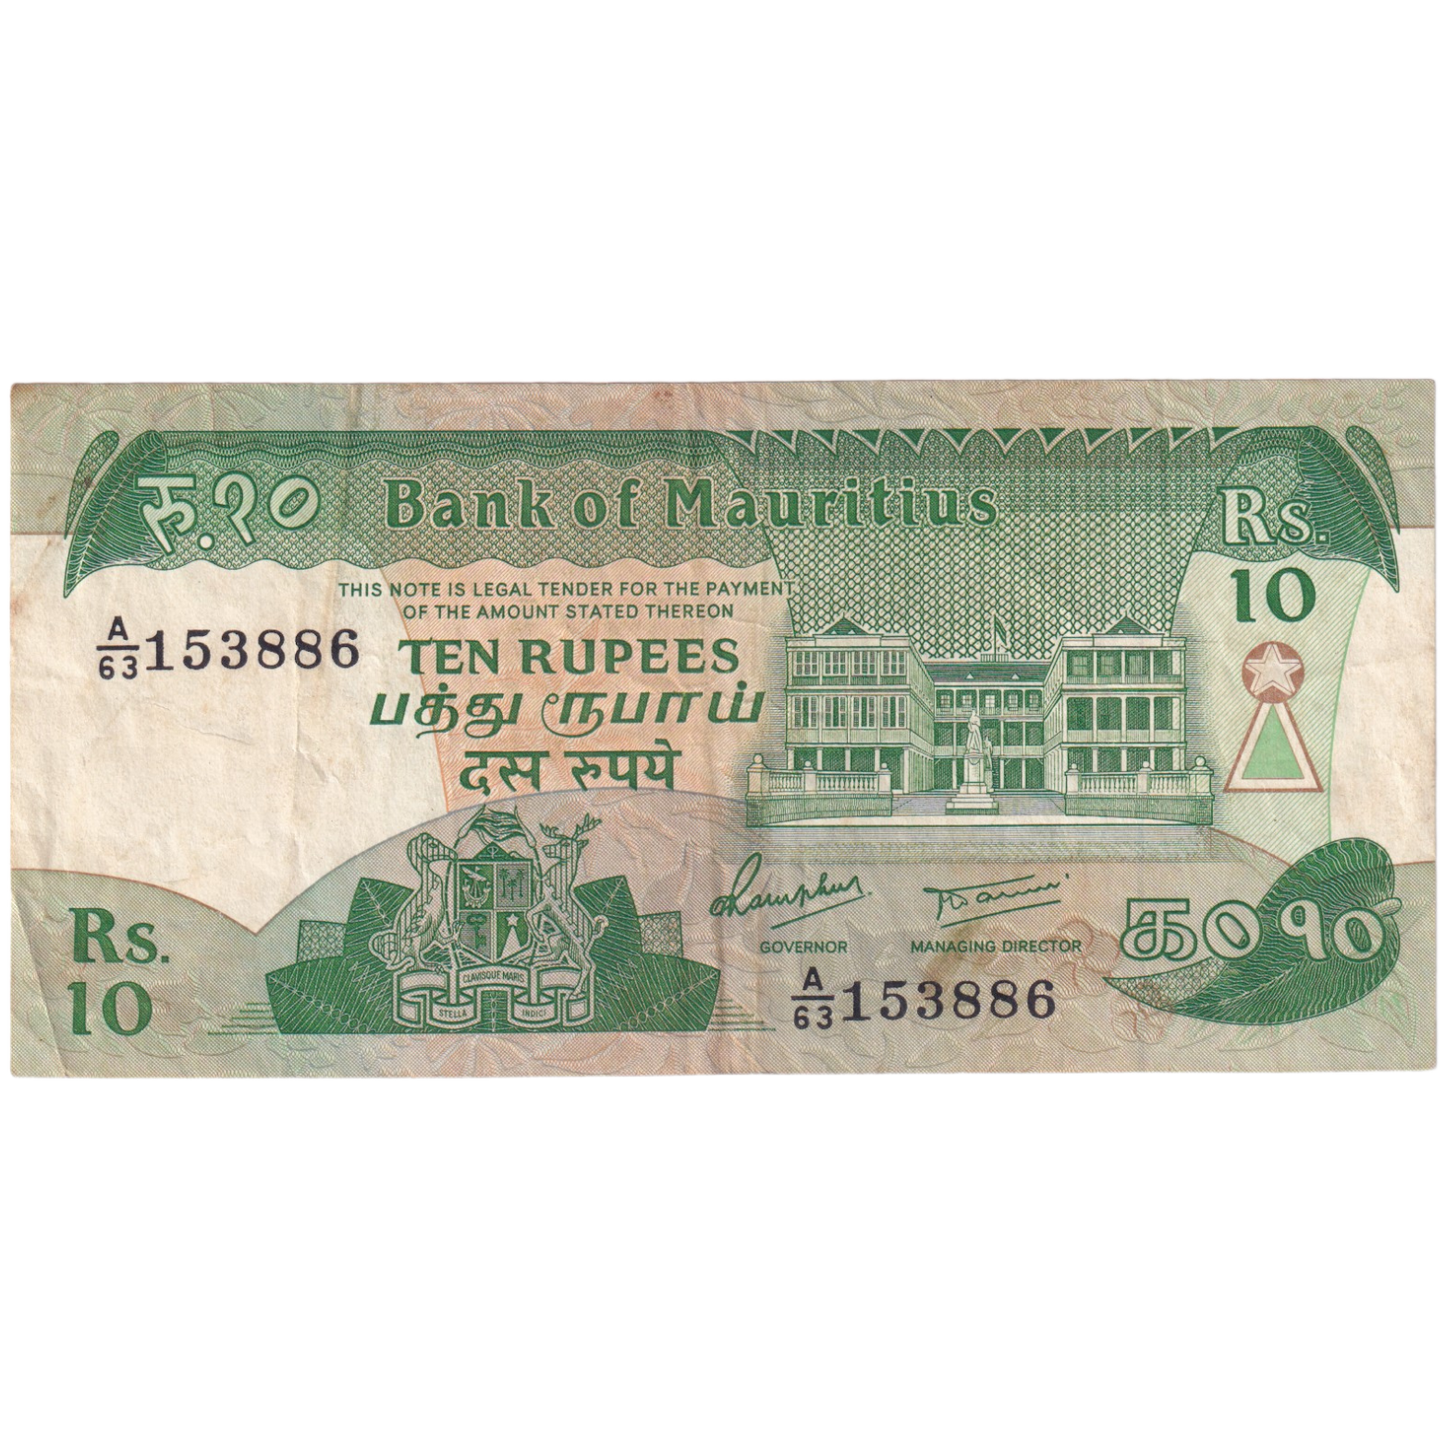 रु.१०
Bank of Mauritius
Rs.
10
THIS NOTE IS LEGAL TENDER FOR THE PAYMENT
OF THE AMOUNT STATED THEREON
A/63 153886
TEN RUPEES
பத்து ரூபாய்
दस रुपये
Rs.
10
CLAVISQUE MARIS
STELLA INDICI
GOVERNOR
MANAGING DIRECTOR
A/63 153886